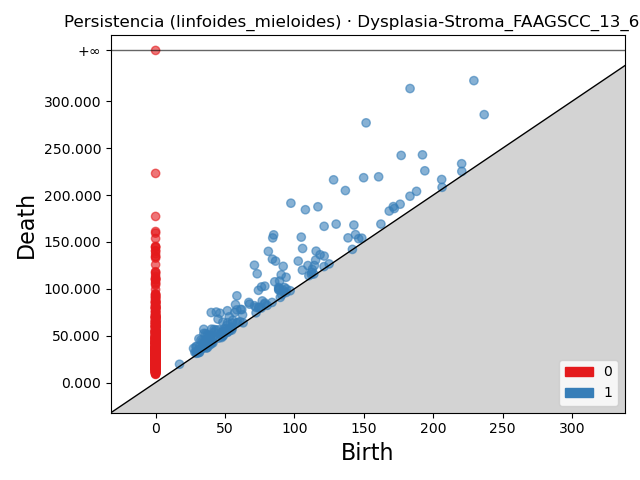 Persistencia (linfoides_mieloides) · Dysplasia-Stroma_FAAGSCC_13_6
+∞
300.000
250.000
200.000
150.000
100.000
50.000
0.000
Death
0
1
0 50 100 150 200 250 300
Birth